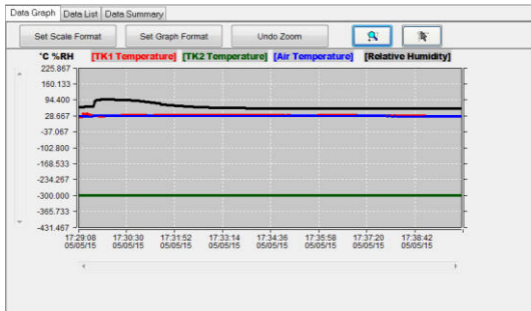 Data Graph Data List Data Summary
Set Scale Format Set Graph Format Undo Zoom
°C %RH [TK1 Temperature] [TK2 Temperature] [Air Temperature] [Relative Humidity]
225.867
160.133
94.400
28.667
-37.067
-102.800
-168.533
-234.267
-300.000
-365.733
-431.467
17:29:08 17:30:30 17:31:52 17:33:14 17:34:36 17:35:58 17:37:20 17:38:42
05/05/15 05/05/15 05/05/15 05/05/15 05/05/15 05/05/15 05/05/15 05/05/15